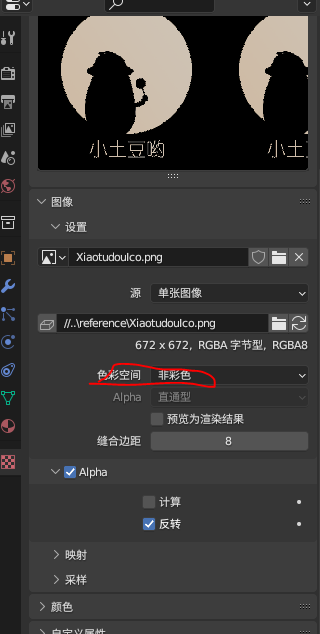 小土豆哟
小土
图像
设置
XiaotudouIco.png
源 单张图像
//..\reference\XiaotudouIco.png
672 x 672, RGBA 字节型, RGBA8
色彩空间 非彩色
Alpha 直通型
预览为渲染结果
缝合边距 8
Alpha
计算
反转
映射
采样
颜色
自定义属性